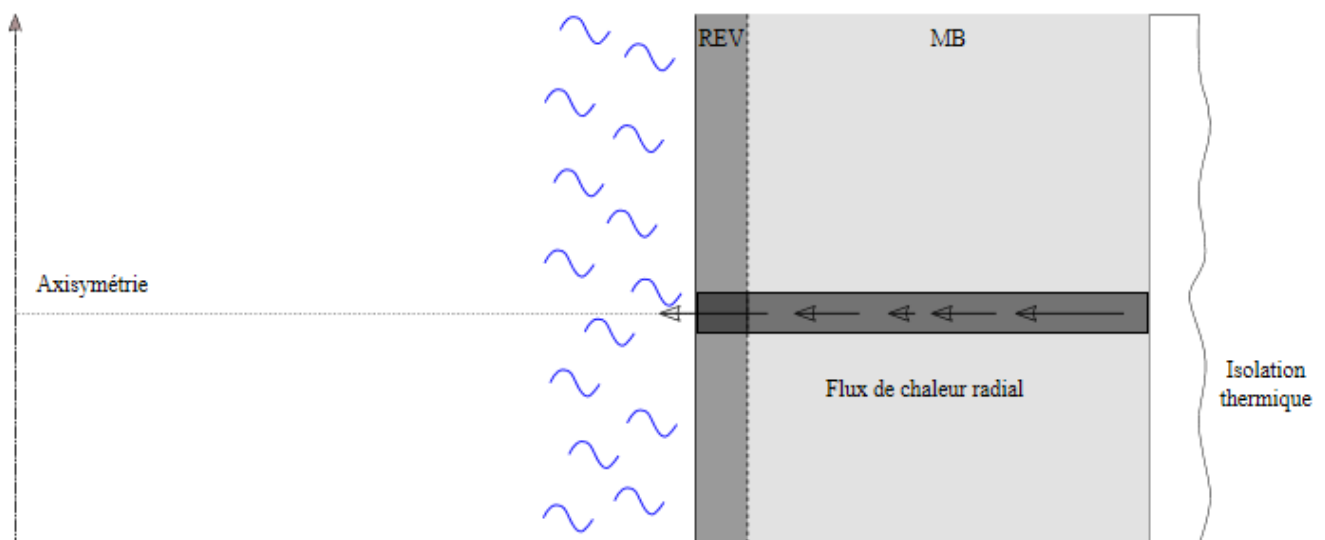 REV
MB
Axisymétrie
Flux de chaleur radial
Isolation
thermique